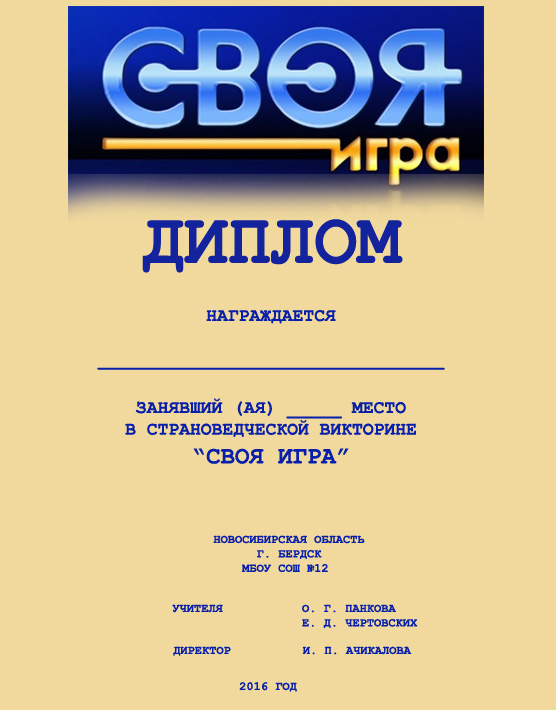 СВОЯ
игра
ДИПЛОМ
НАГРАЖДАЕТСЯ
ЗАНЯВШИЙ (АЯ) _____ МЕСТО
В СТРАНОВЕДЧЕСКОЙ ВИКТОРИНЕ
“СВОЯ ИГРА”
НОВОСИБИРСКАЯ ОБЛАСТЬ
Г. БЕРДСК
МБОУ СОШ №12
УЧИТЕЛЯ О. Г. ПАНКОВА
Е. Д. ЧЕРТОВСКИХ
ДИРЕКТОР И. П. АЧИКАЛОВА
2016 ГОД